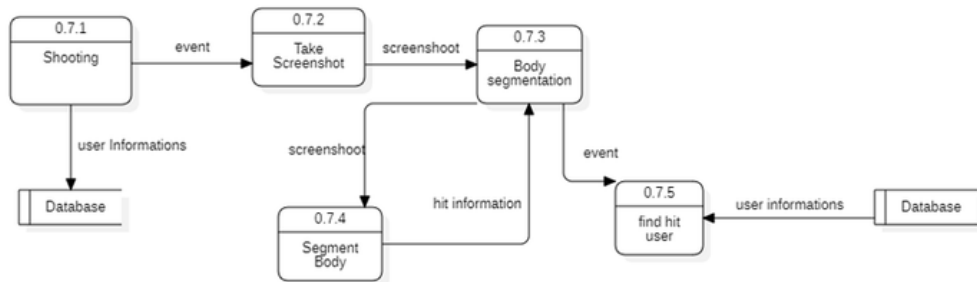 0.7.1
Shooting
event
0.7.2
Take
Screenshot
screenshoot
0.7.3
Body
segmentation
user Informations
Database
screenshoot
0.7.4
Segment
Body
hit information
event
0.7.5
find hit
user
user informations
Database